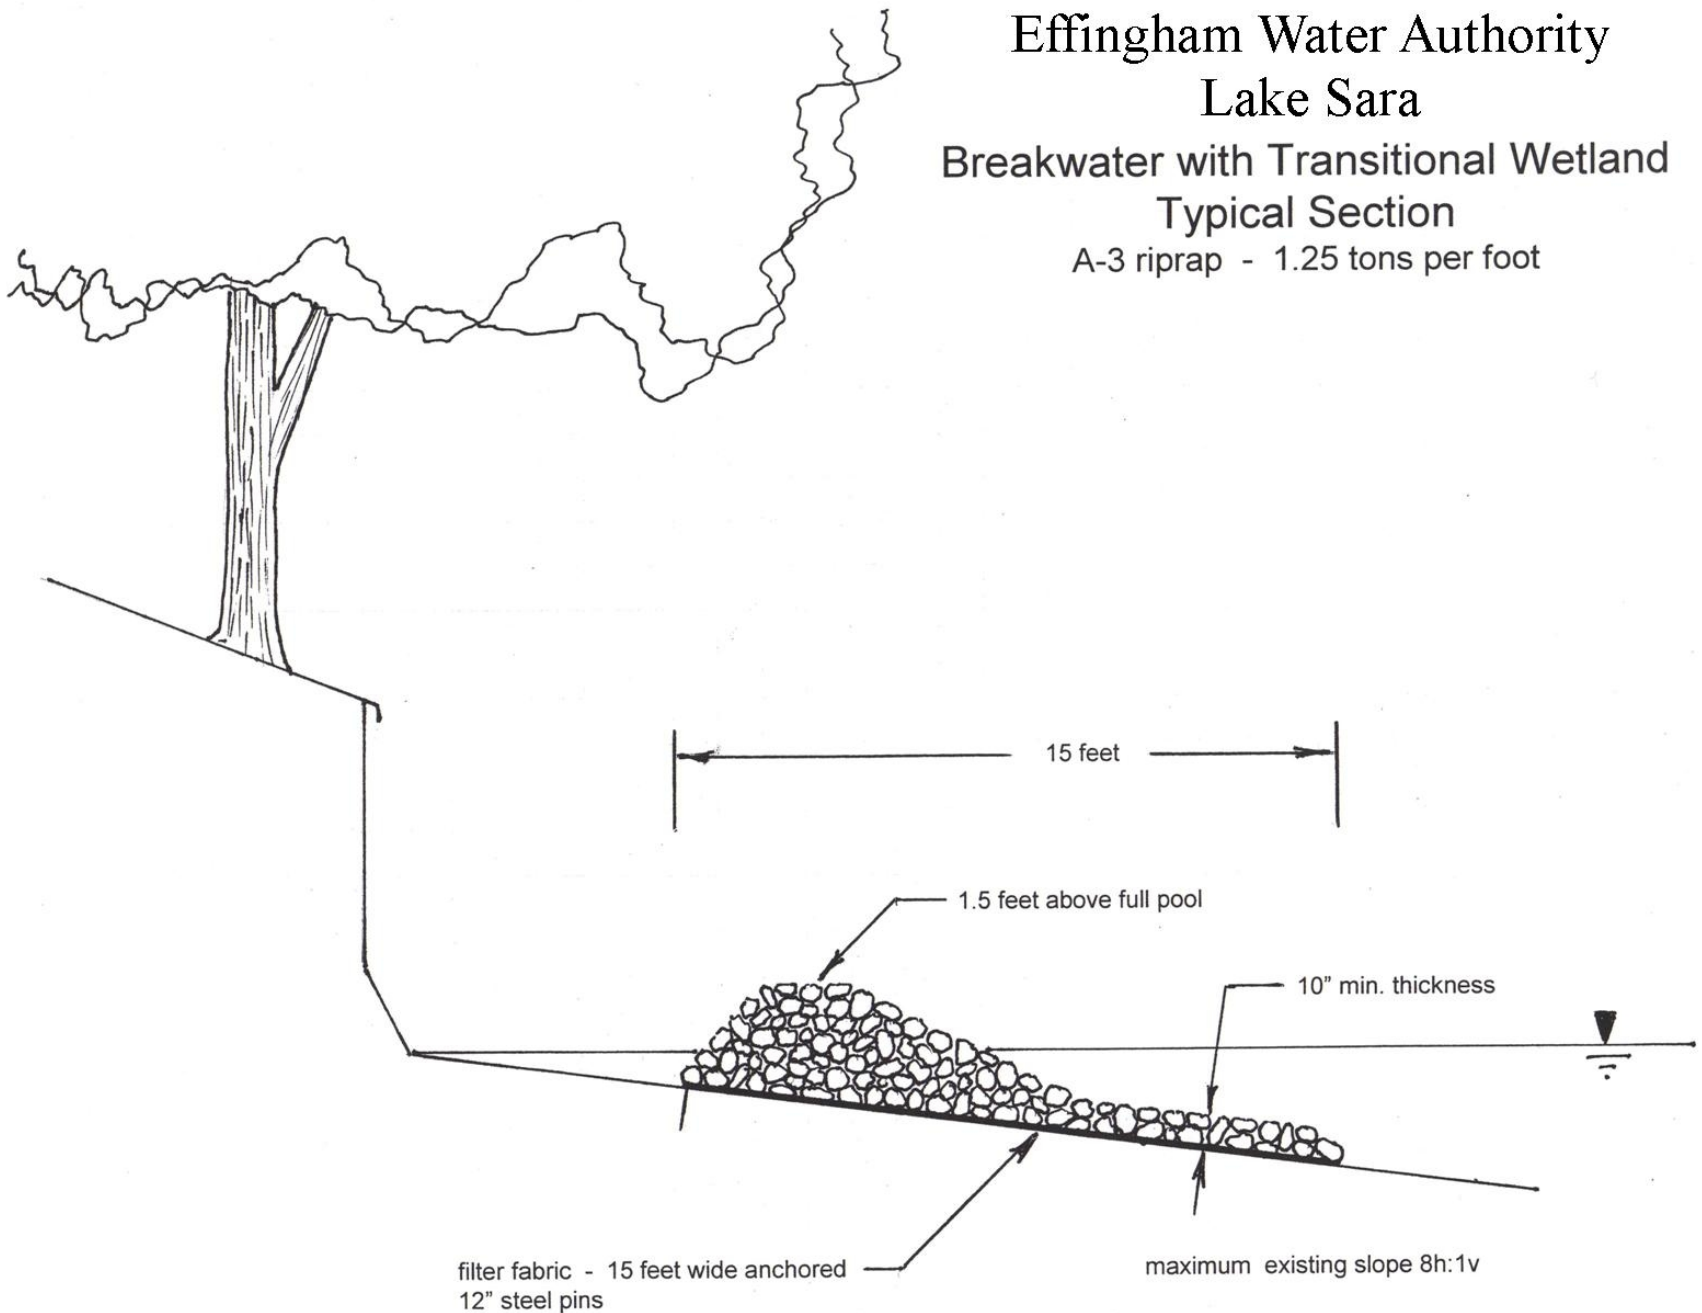 Effingham Water Authority
Lake Sara
Breakwater with Transitional Wetland
Typical Section
A-3 riprap - 1.25 tons per foot
15 feet
1.5 feet above full pool
10” min. thickness
filter fabric - 15 feet wide anchored
12” steel pins
maximum existing slope 8h:1v